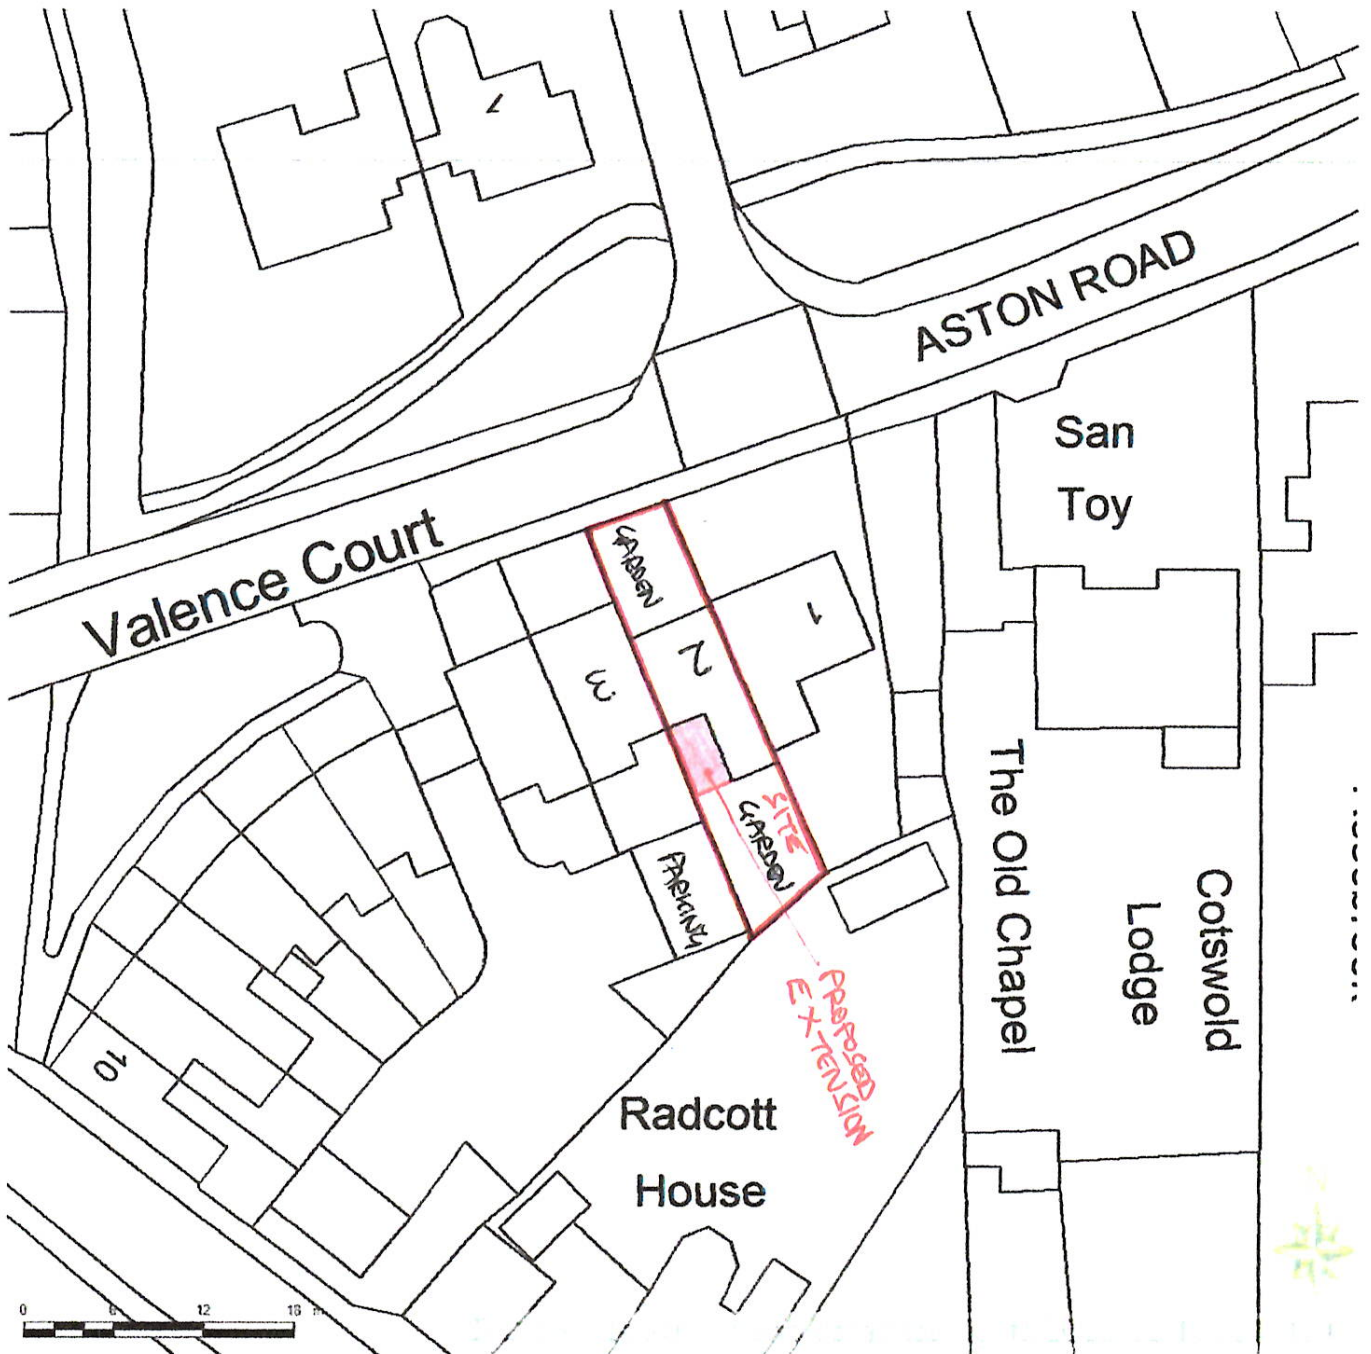 1
ASTON ROAD
San
Toy
Valence Court
GARDEN
1
2
3
SITE
GARDEN
PARKING
The Old Chapel
Cotswold
Lodge
PROPOSED
EXTENSION
10
Radcott
House
0 6 12 18 m